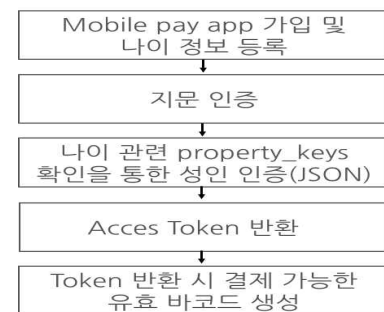 Mobile pay app 가입 및
나이 정보 등록
지문 인증
나이 관련 property_keys
확인을 통한 성인 인증(JSON)
Acces Token 반환
Token 반환 시 결제 가능한
유효 바코드 생성